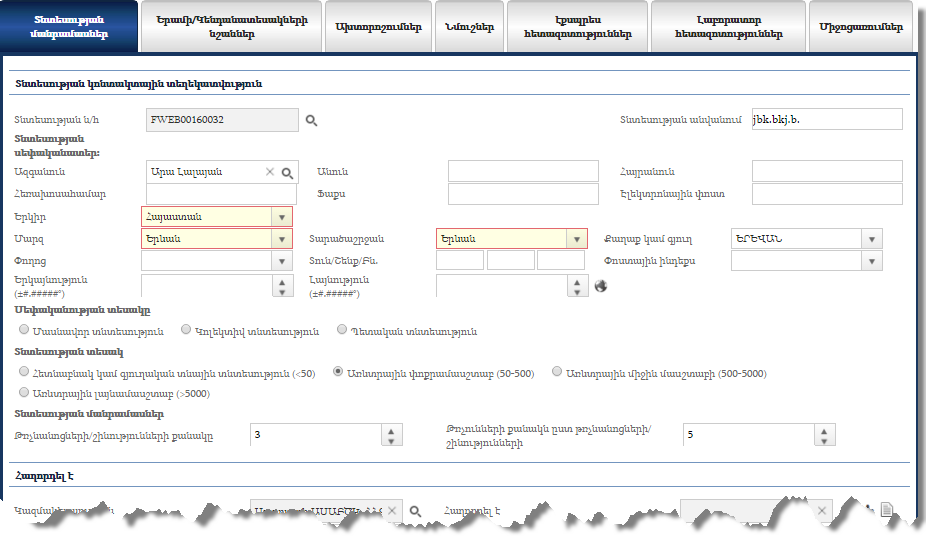 Տնտեսության մանրամասներ
Երամի/Կենդանատեսակների նշաններ
Ախտորոշումներ
Նմուշներ
Էքսպրես հետազոտություններ
Լաբորատոր հետազոտություններ
Միջոցառումներ
Տնտեսության կոնտակտային տեղեկատվություն
Տնտեսության ն/հ FWEB00160032 Տնտեսության անվանում jbk.bkj.b.
Տնտեսության
սեփականատեր:
Ազգանուն Արա Լալայան Անուն Հայրանուն
Հեռախոսահամար Ֆաքս Էլեկտրոնային փոստ
Երկիր Հայաստան
Մարզ Երևան Տարածաշրջան Երևան Քաղաք կամ գյուղ ԵՐԵՎԱՆ
Փողոց Տուն/Շենք/Բն. Փոստային ինդեքս
Երկայնություն Լայնություն
(±#.#####°) (±#.#####°)
Սեփականության տեսակը
Մասնավոր տնտեսություն Կոլեկտիվ տնտեսություն Պետական տնտեսություն
Տնտեսության տեսակ
Հետնաբնակ կամ գյուղական տնային տնտեսություն (<50) Առևտրային փոքրամասշտաբ (50-500) Առևտրային միջին մասշտաբի (500-5000)
Առևտրային լայնամասշտաբ (>5000)
Տնտեսության մանրամասներ
Թռչնանոցների/շինությունների քանակը 3 Թռչունների քանակն ըստ թռչնանոցների/
շինությունների 5
Հաղորդել է
Հաղորդել է